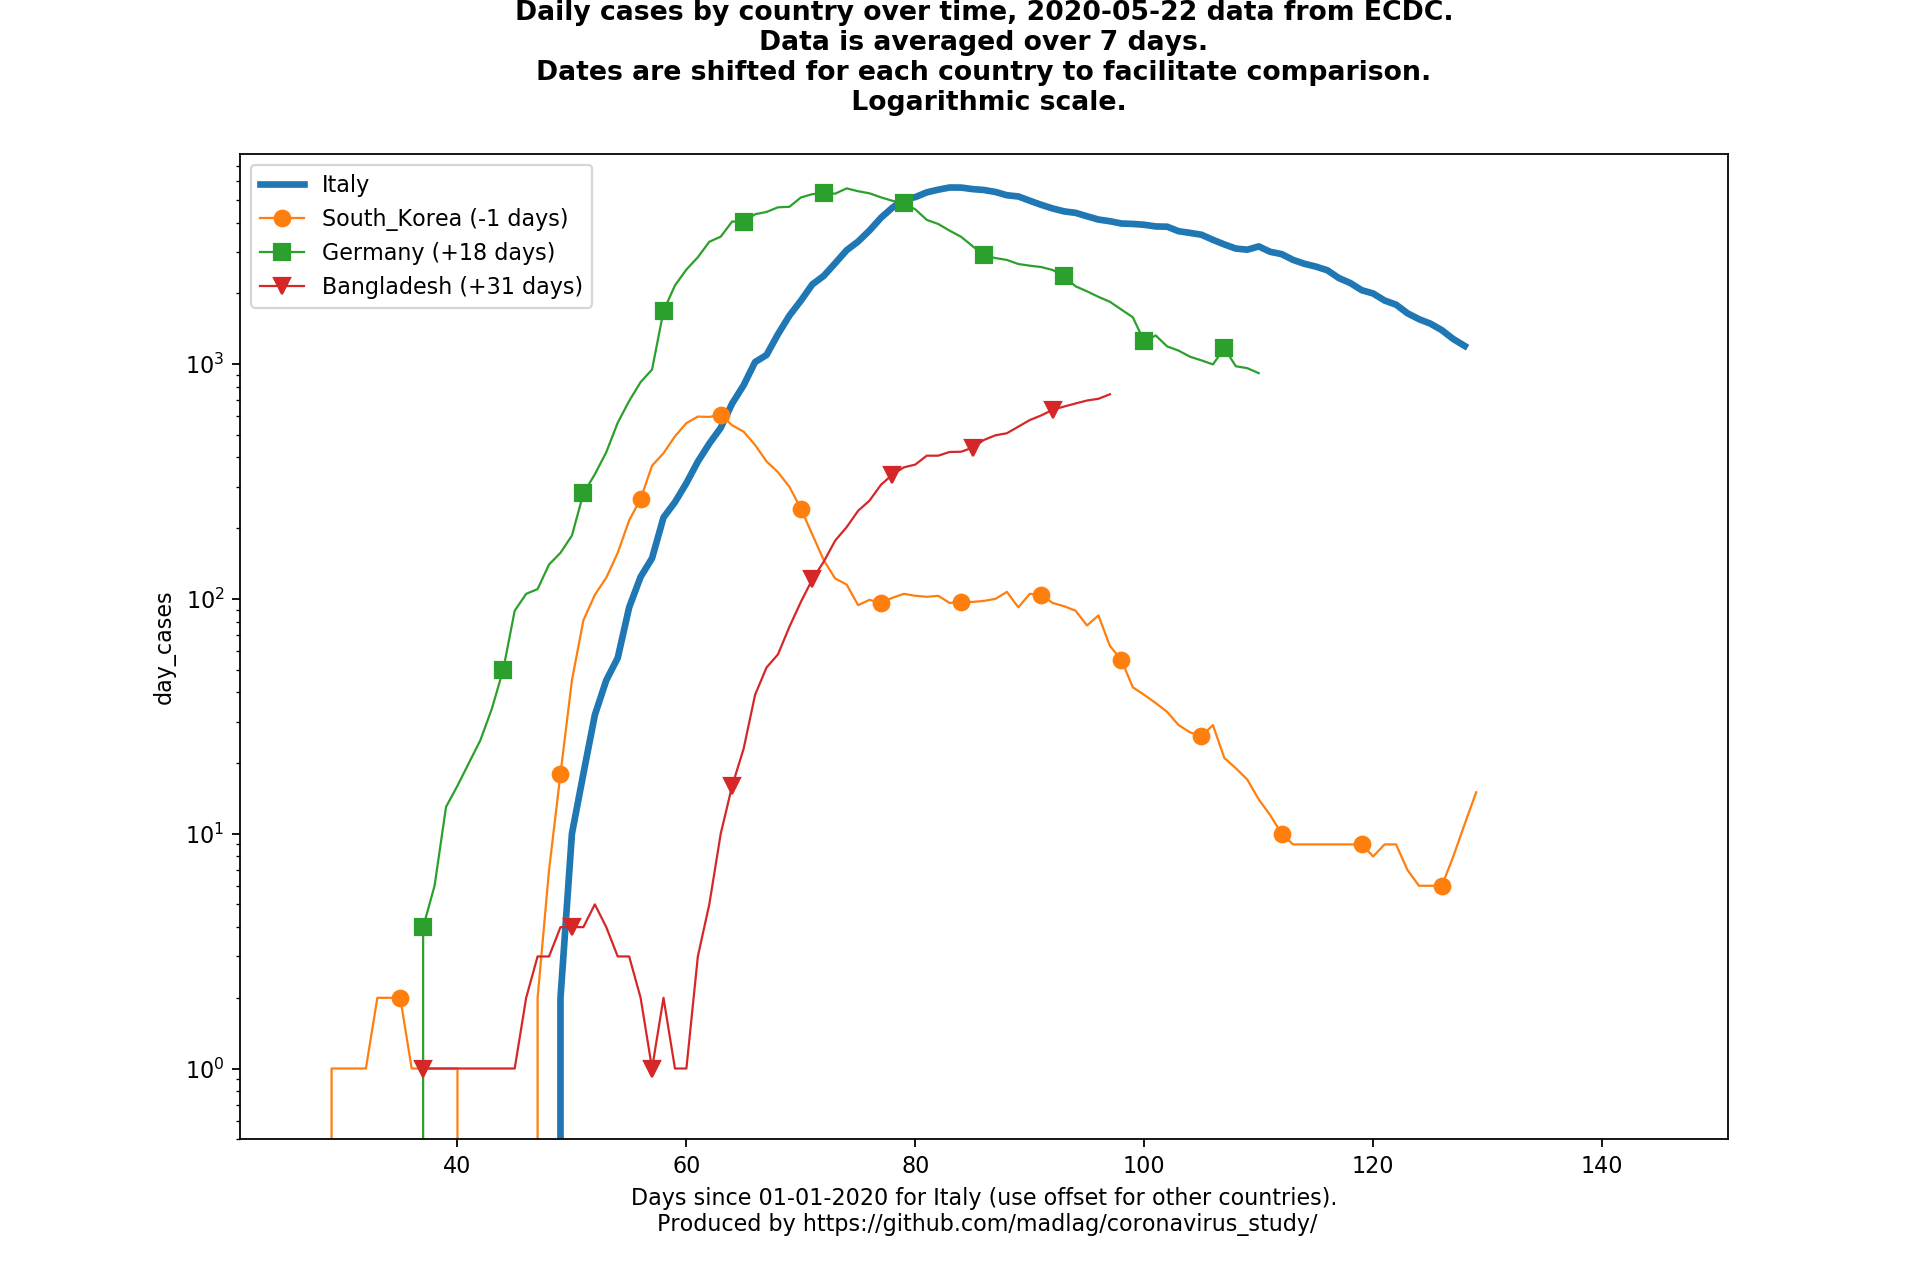 Daily cases by country over time, 2020-05-22 data from ECDC.
Data is averaged over 7 days.
Dates are shifted for each country to facilitate comparison.
Logarithmic scale.
Italy
South_Korea (-1 days)
Germany (+18 days)
Bangladesh (+31 days)
day_cases
10³
10²
10¹
10⁰
40 60 80 100 120 140
Days since 01-01-2020 for Italy (use offset for other countries).
Produced by https://github.com/madlag/coronavirus_study/